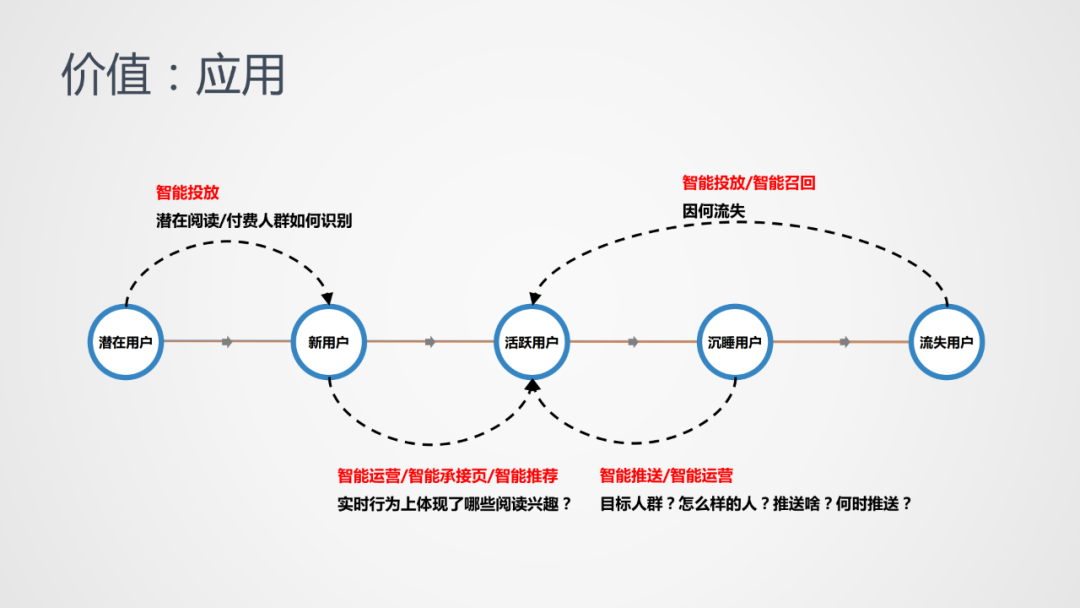 价值：应用
智能投放
潜在阅读/付费人群如何识别
智能投放/智能召回
因何流失
潜在用户
新用户
活跃用户
沉睡用户
流失用户
智能运营/智能承接页/智能推荐
实时行为上体现了哪些阅读兴趣？
智能推送/智能运营
目标人群？怎么样的人？推送啥？何时推送？